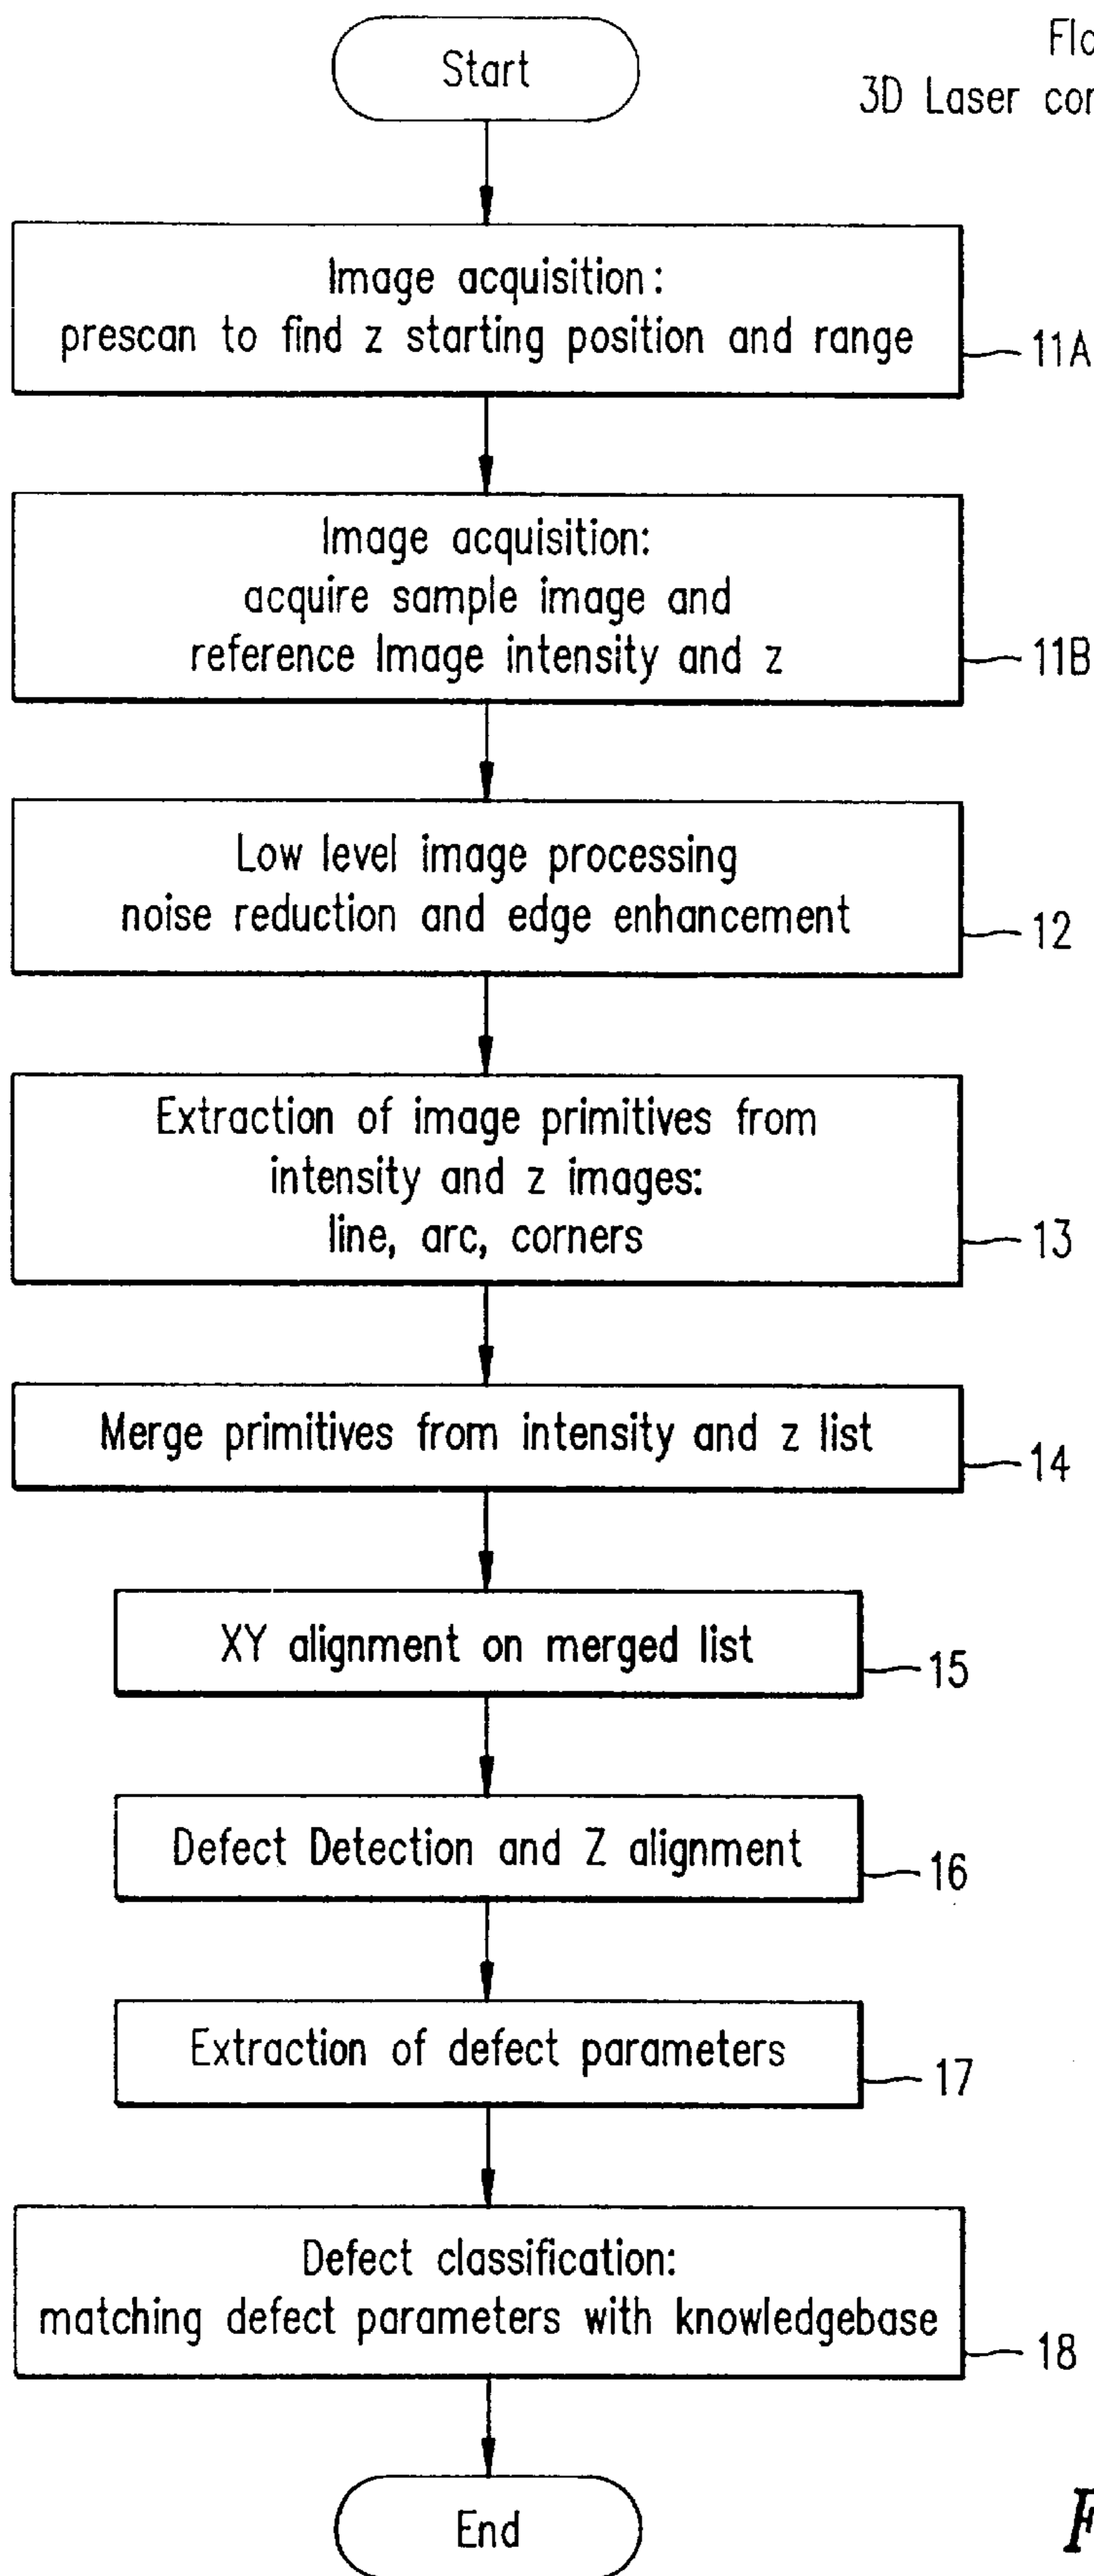 Start
3D Laser
Image acquisition:
prescan to find z starting position and range
11A
Image acquisition:
acquire sample image and
reference Image intensity and z
11B
Low level image processing
noise reduction and edge enhancement
12
Extraction of image primitives from
intensity and z images:
line, arc, corners
13
Merge primitives from intensity and z list
14
XY alignment on merged list
15
Defect Detection and Z alignment
16
Extraction of defect parameters
17
Defect classification:
matching defect parameters with knowledgebase
18
End